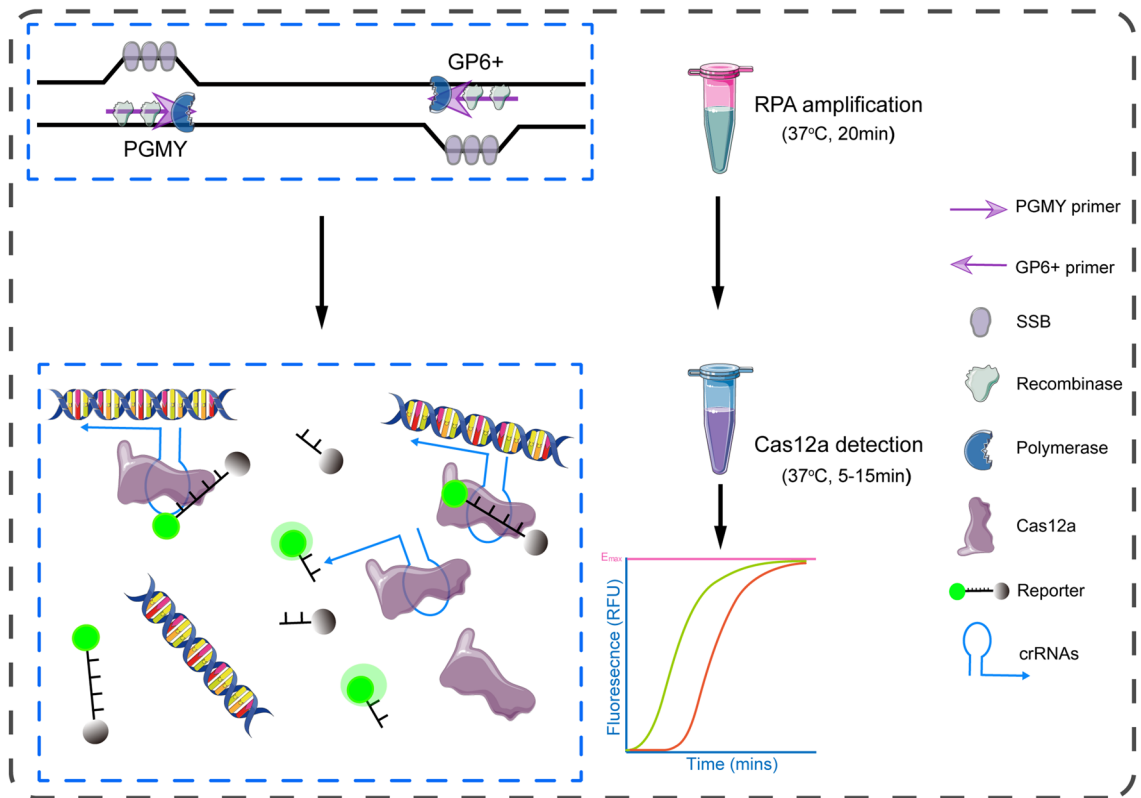 GP6+
PGMY
RPA amplification
(37°C, 20min)
PGMY primer
GP6+ primer
SSB
Recombinase
Polymerase
Cas12a
Reporter
crRNAs
Cas12a detection
(37°C, 5-15min)
Emax
Fluoresecnce (RFU)
Time (mins)